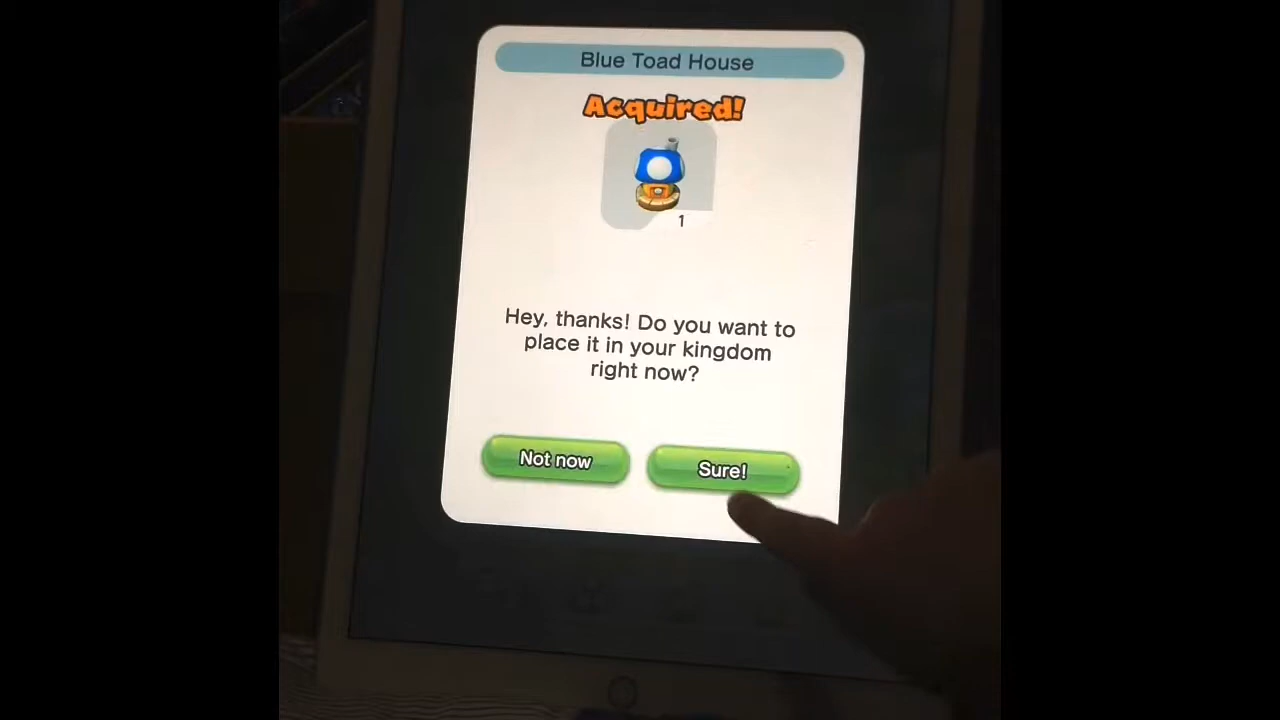 Blue Toad House
Acquired!
1
Hey, thanks! Do you want to
place it in your kingdom
right now?
Not now
Sure!